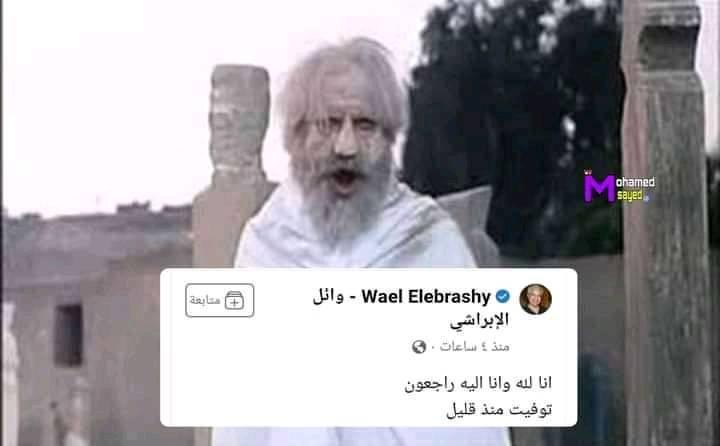 Mohamed
sayed
Wael Elebrashy - وائل
الإبراشي
متابعة
منذ ٤ ساعات ·
انا لله وانا اليه راجعون
توفيت منذ قليل